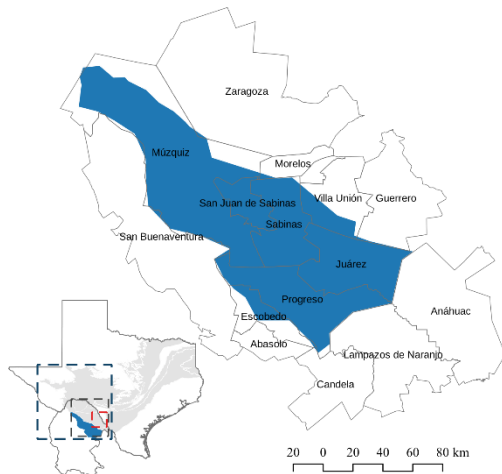 Zaragoza
Múzquiz
Morelos
San Juan de Sabinas
Villa Unión
Guerrero
Sabinas
San Buenaventura
Juárez
Progreso
Escobedo
Anáhuac
Abasolo
Lampazos de Naranjo
Candela
20 0 20 40 60 80 km